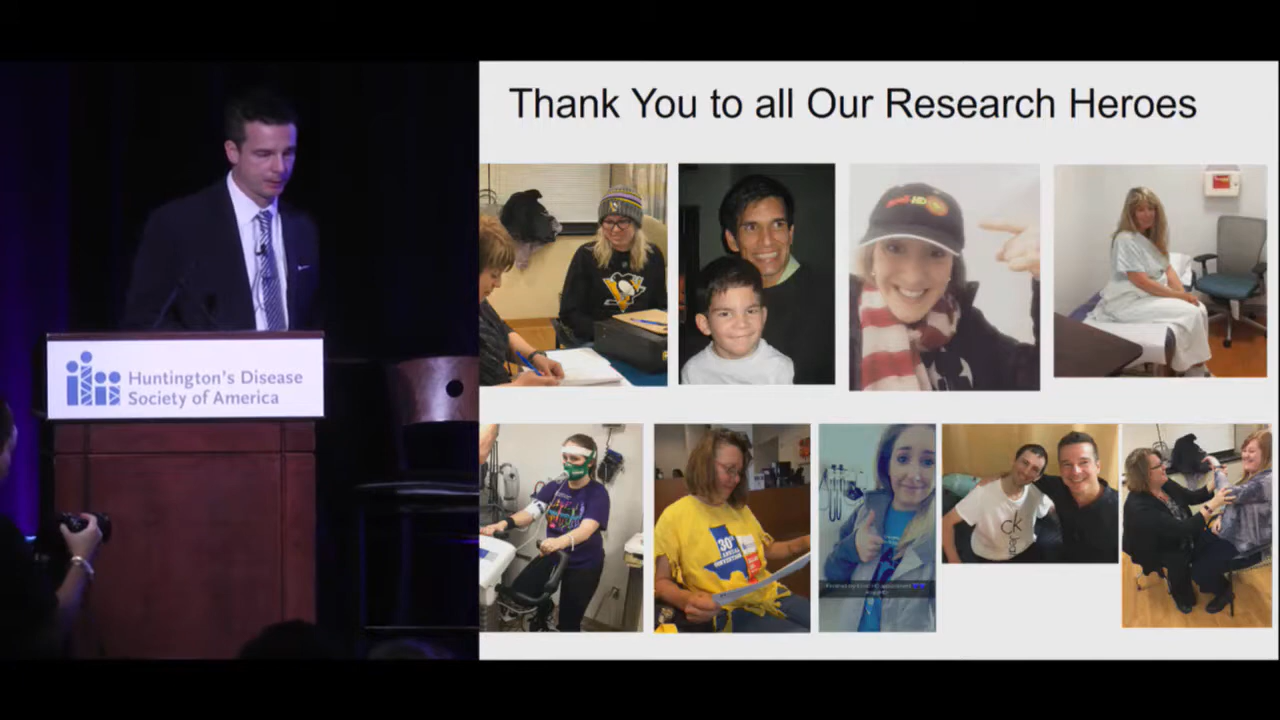 Thank You to all Our Research Heroes
Huntington's Disease
Society of America
30th
ANNUAL
CONVENTION
CK